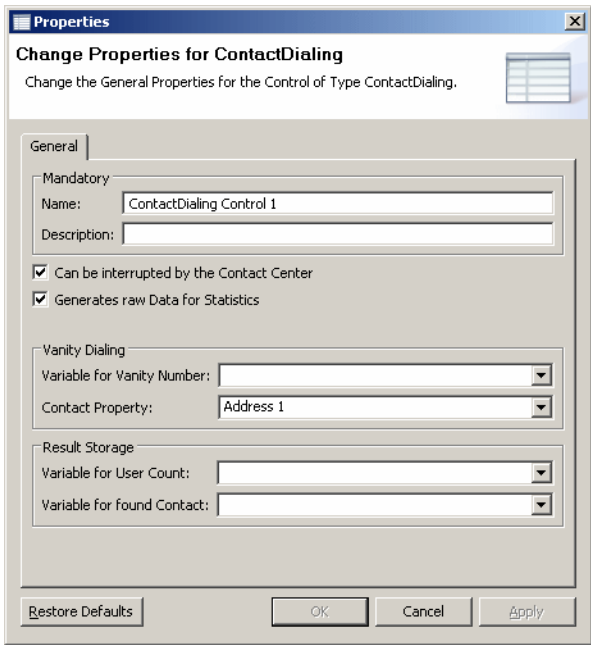 Properties
Change Properties for ContactDialing
Change the General Properties for the Control of Type ContactDialing.
General
Mandatory
Name: ContactDialing Control 1
Description:
Can be interrupted by the Contact Center
Generates raw Data for Statistics
Vanity Dialing
Variable for Vanity Number:
Contact Property: Address 1
Result Storage
Variable for User Count:
Variable for found Contact:
Restore Defaults OK Cancel Apply